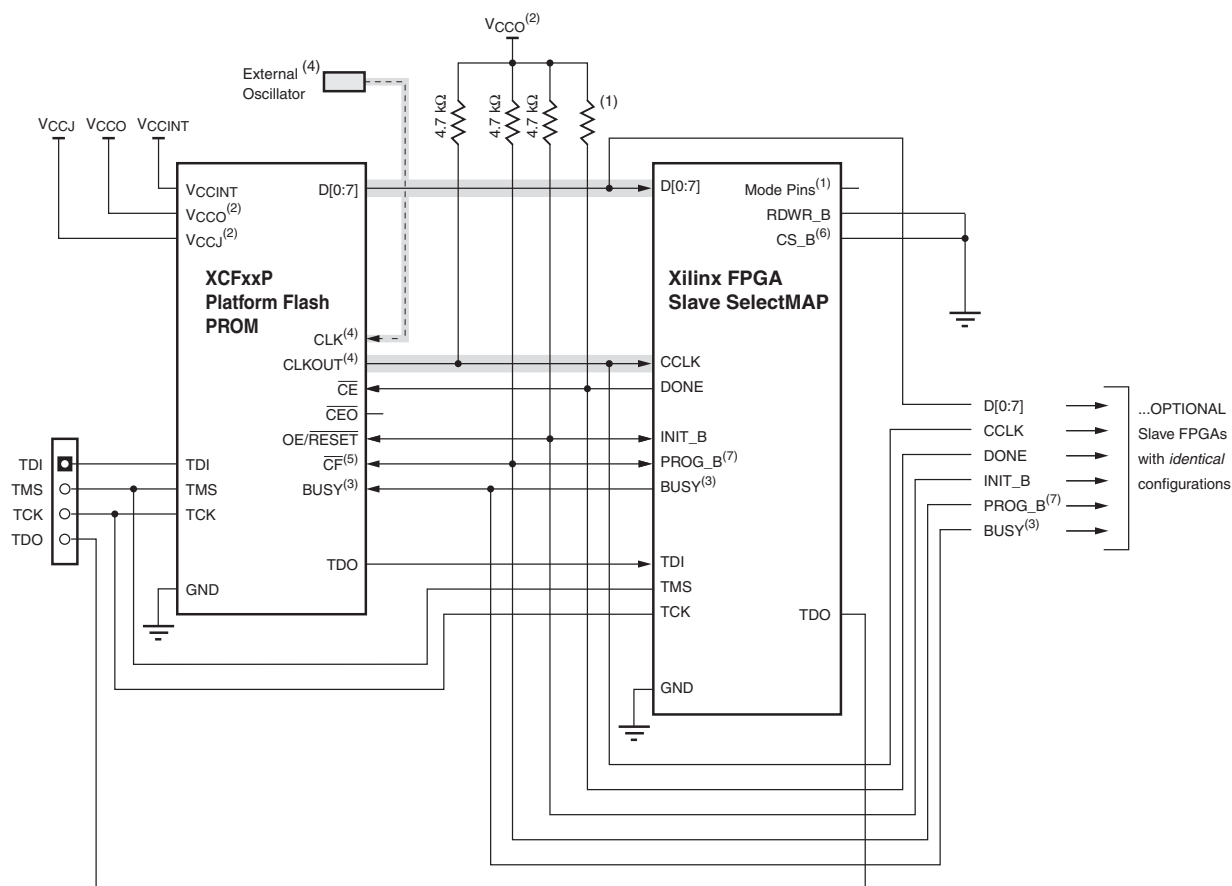 VCCO(2)
External (4)
Oscillator
4.7 kΩ
4.7 kΩ
4.7 kΩ
(1)
VCCJ VCCO VCCINT
VCCINT
VCCO(2)
VCCJ(2)
D[0:7]
XCFxxP
Platform Flash
PROM
CLK(4)
CLKOUT(4)
CE
CEO
OE/RESET
CF(5)
BUSY(3)
TDI
TMS
TCK
TDO
GND
TDI
TMS
TCK
TDO
D[0:7]
Mode Pins(1)
RDWR_B
CS_B(6)
Xilinx FPGA
Slave SelectMAP
CCLK
DONE
INIT_B
PROG_B(7)
BUSY(3)
TDI
TMS
TCK
TDO
GND
D[0:7]
CCLK
DONE
INIT_B
PROG_B(7)
BUSY(3)
...OPTIONAL
Slave FPGAs
with identical
configurations